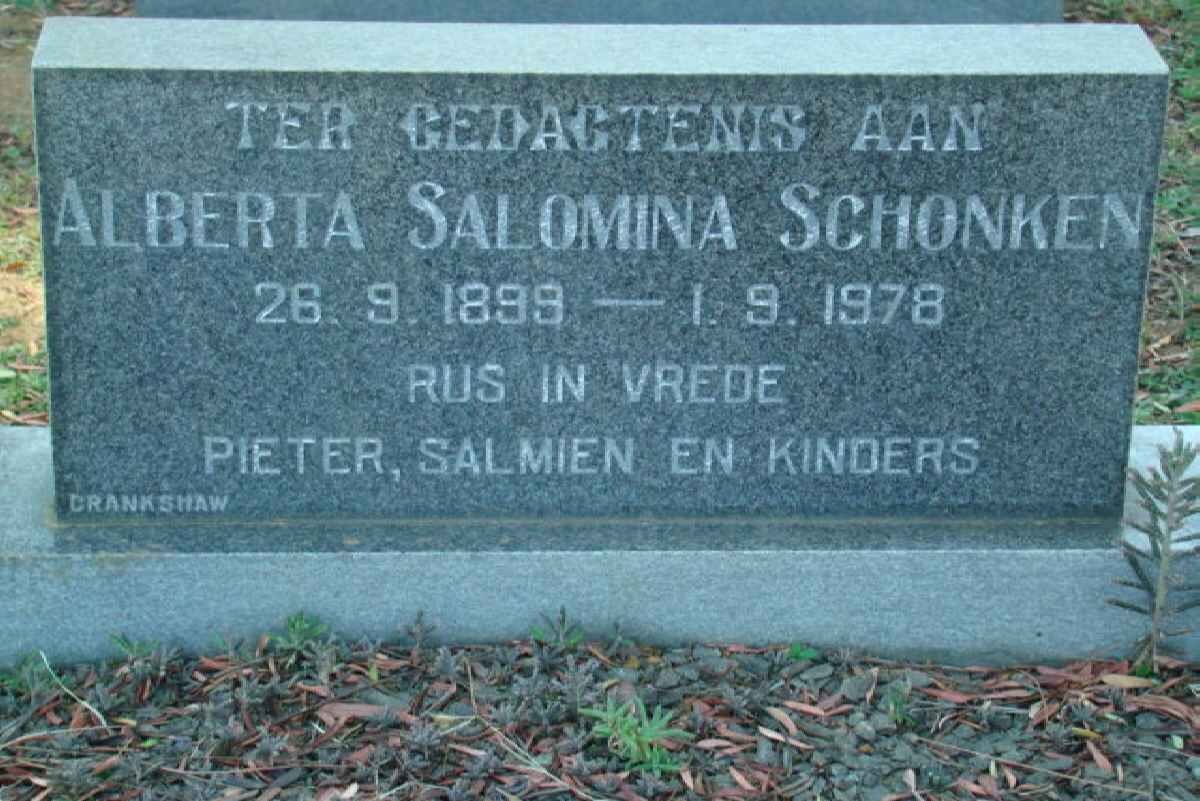 TER GEDAGTENIS AAN
ALBERTA SALOMINA SCHONKEN
26. 9. 1899 — 1. 9. 1978
RUS IN VREDE
PIETER, SALMIEN EN KINDERS
CRANKSHAW